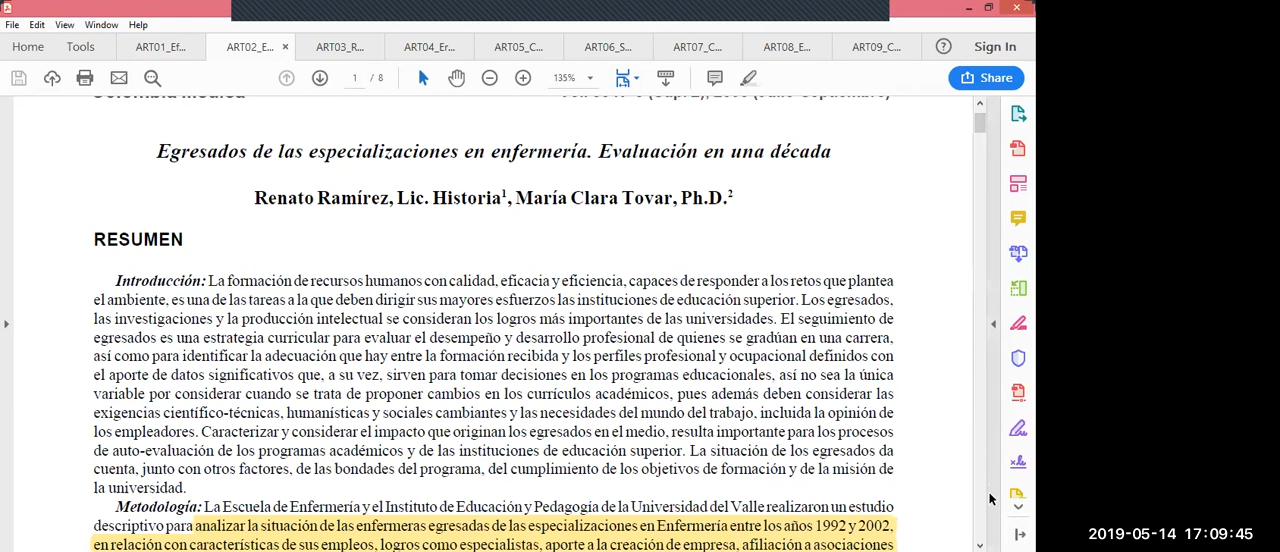 File Edit View Window Help
Home Tools ART01_Ef... ART02_E... × ART03_R... ART04_Er... ART05_C... ART06_S... ART07_C... ART08_E... ART09_C... ? Sign In
1 / 8 135% Share
Colombia Médica
Egresados de las especializaciones en enfermería. Evaluación en una década
Renato Ramírez, Lic. Historia¹, María Clara Tovar, Ph.D.²
RESUMEN
Introducción: La formación de recursos humanos con calidad, eficacia y eficiencia, capaces de responder a los retos que plantea
el ambiente, es una de las tareas a la que deben dirigir sus mayores esfuerzos las instituciones de educación superior. Los egresados,
las investigaciones y la producción intelectual se consideran los logros más importantes de las universidades. El seguimiento de
egresados es una estrategia curricular para evaluar el desempeño y desarrollo profesional de quienes se gradúan en una carrera,
así como para identificar la adecuación que hay entre la formación recibida y los perfiles profesional y ocupacional definidos con
el aporte de datos significativos que, a su vez, sirven para tomar decisiones en los programas educacionales, así no sea la única
variable por considerar cuando se trata de proponer cambios en los currículos académicos, pues además deben considerar las
exigencias científico-técnicas, humanísticas y sociales cambiantes y las necesidades del mundo del trabajo, incluida la opinión de
los empleadores. Caracterizar y considerar el impacto que originan los egresados en el medio, resulta importante para los procesos
de auto-evaluación de los programas académicos y de las instituciones de educación superior. La situación de los egresados da
cuenta, junto con otros factores, de las bondades del programa, del cumplimiento de los objetivos de formación y de la misión de
la universidad.
Metodología: La Escuela de Enfermería y el Instituto de Educación y Pedagogía de la Universidad del Valle realizaron un estudio
descriptivo para analizar la situación de las enfermeras egresadas de las especializaciones en Enfermería entre los años 1992 y 2002,
en relación con características de sus empleos, logros como especialistas, aporte a la creación de empresa, afiliación a asociaciones
2019-05-14 17:09:45